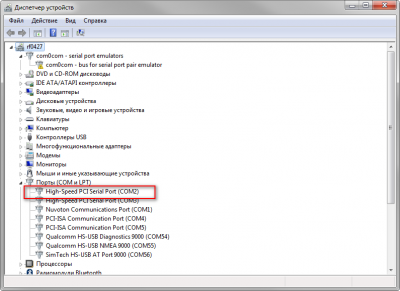 Диспетчер устройств
Файл Действие Вид Справка
rf0427
com0com - serial port emulators
com0com - bus for serial port pair emulator
DVD и CD-ROM дисководы
IDE ATA/ATAPI контроллеры
Видеоадаптеры
Дисковые устройства
Звуковые, видео и игровые устройства
Клавиатуры
Компьютер
Контроллеры USB
Многофункциональные адаптеры
Модемы
Мониторы
Мыши и иные указывающие устройства
Порты (COM и LPT)
High-Speed PCI Serial Port (COM2)
High-Speed PCI Serial Port (COM3)
Nuvoton Communications Port (COM1)
PCI-ISA Communication Port (COM4)
PCI-ISA Communication Port (COM5)
Qualcomm HS-USB Diagnostics 9000 (COM54)
Qualcomm HS-USB NMEA 9000 (COM55)
SimTech HS-USB AT Port 9000 (COM56)
Процессоры
Радиомодули Bluetooth